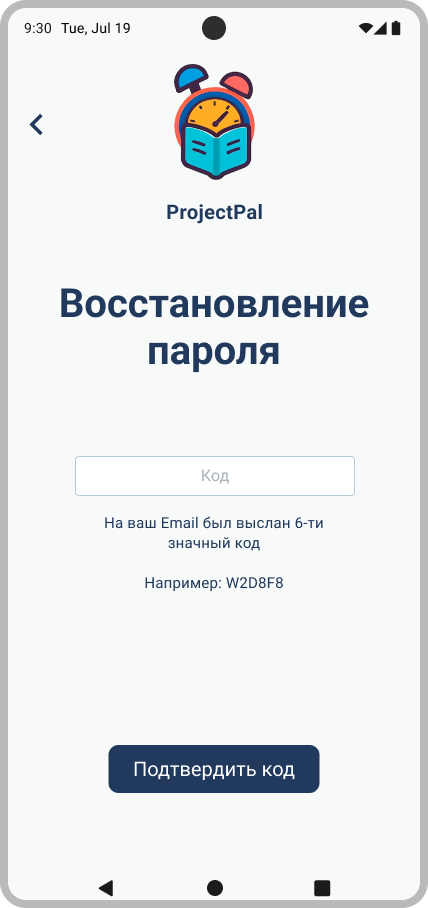 9:30 Tue, Jul 19
ProjectPal
Восстановление
пароля
Код
На ваш Email был выслан 6-ти
значный код
Например: W2D8F8
Подтвердить код